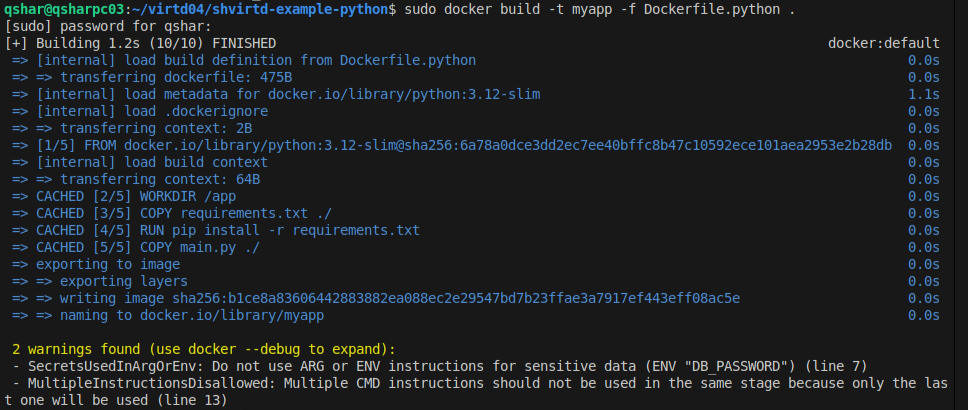 qshar@qsharpc03:~/virtd04/shvirtd-example-python$ sudo docker build -t myapp -f Dockerfile.python .
[sudo] password for qshar:
[+] Building 1.2s (10/10) FINISHED docker:default
=> [internal] load build definition from Dockerfile.python 0.0s
=> => transferring dockerfile: 475B 0.0s
=> [internal] load metadata for docker.io/library/python:3.12-slim 1.1s
=> [internal] load .dockerignore 0.0s
=> => transferring context: 2B 0.0s
=> [1/5] FROM docker.io/library/python:3.12-slim@sha256:6a78a0dce3dd2ec7ee40bffc8b47c10592ece101aea2953e2b28db 0.0s
=> [internal] load build context 0.0s
=> => transferring context: 64B 0.0s
=> CACHED [2/5] WORKDIR /app 0.0s
=> CACHED [3/5] COPY requirements.txt ./ 0.0s
=> CACHED [4/5] RUN pip install -r requirements.txt 0.0s
=> CACHED [5/5] COPY main.py ./ 0.0s
=> exporting to image 0.0s
=> => exporting layers 0.0s
=> => writing image sha256:b1ce8a83606442883882ea088ec2e29547bd7b23ffae3a7917ef443eff08ac5e 0.0s
=> => naming to docker.io/library/myapp 0.0s
2 warnings found (use docker --debug to expand):
- SecretsUsedInArgOrEnv: Do not use ARG or ENV instructions for sensitive data (ENV "DB_PASSWORD") (line 7)
- MultipleInstructionsDisallowed: Multiple CMD instructions should not be used in the same stage because only the las
t one will be used (line 13)